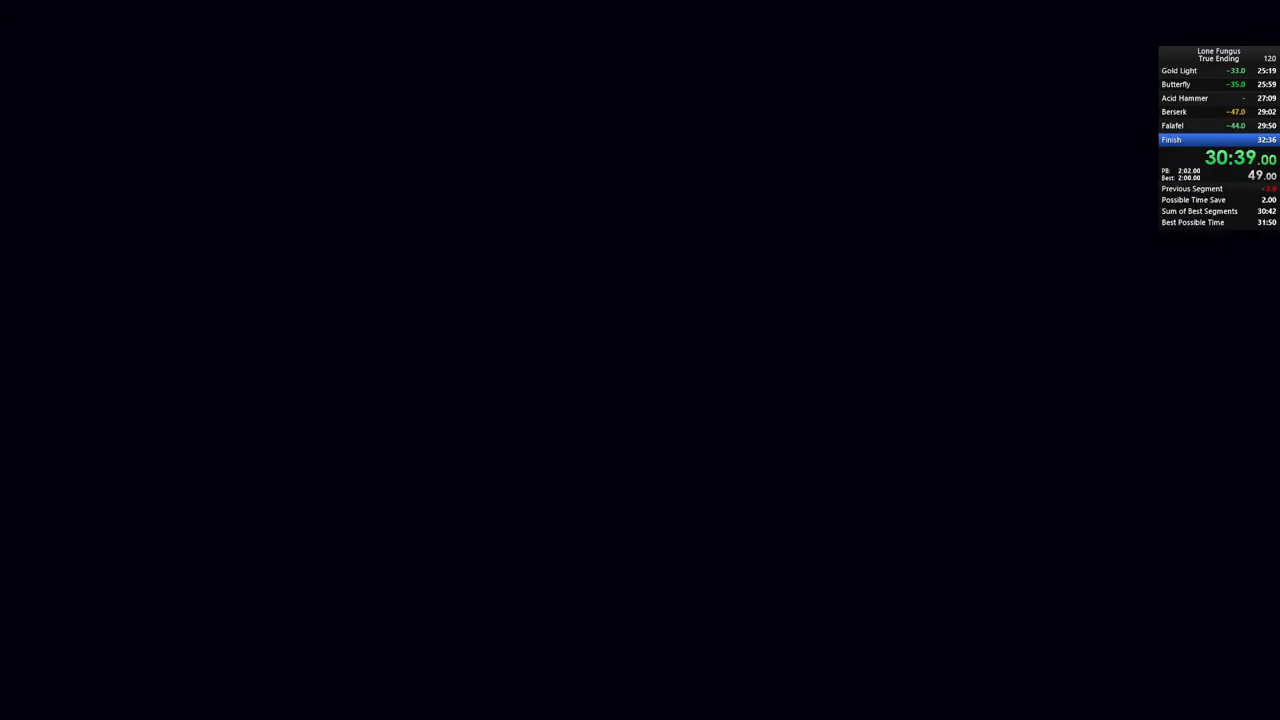 Lone Fungus
True Ending 120
Gold Light -33.0 25:19
Butterfly -35.0 25:59
Acid Hammer - 27:09
Berserk -47.0 29:02
Falafel -44.0 29:50
Finish 32:36
30:39.00
PB: 2:02.00
Best: 2:00.00 49.00
Previous Segment +3.0
Possible Time Save 2.00
Sum of Best Segments 30:42
Best Possible Time 31:50